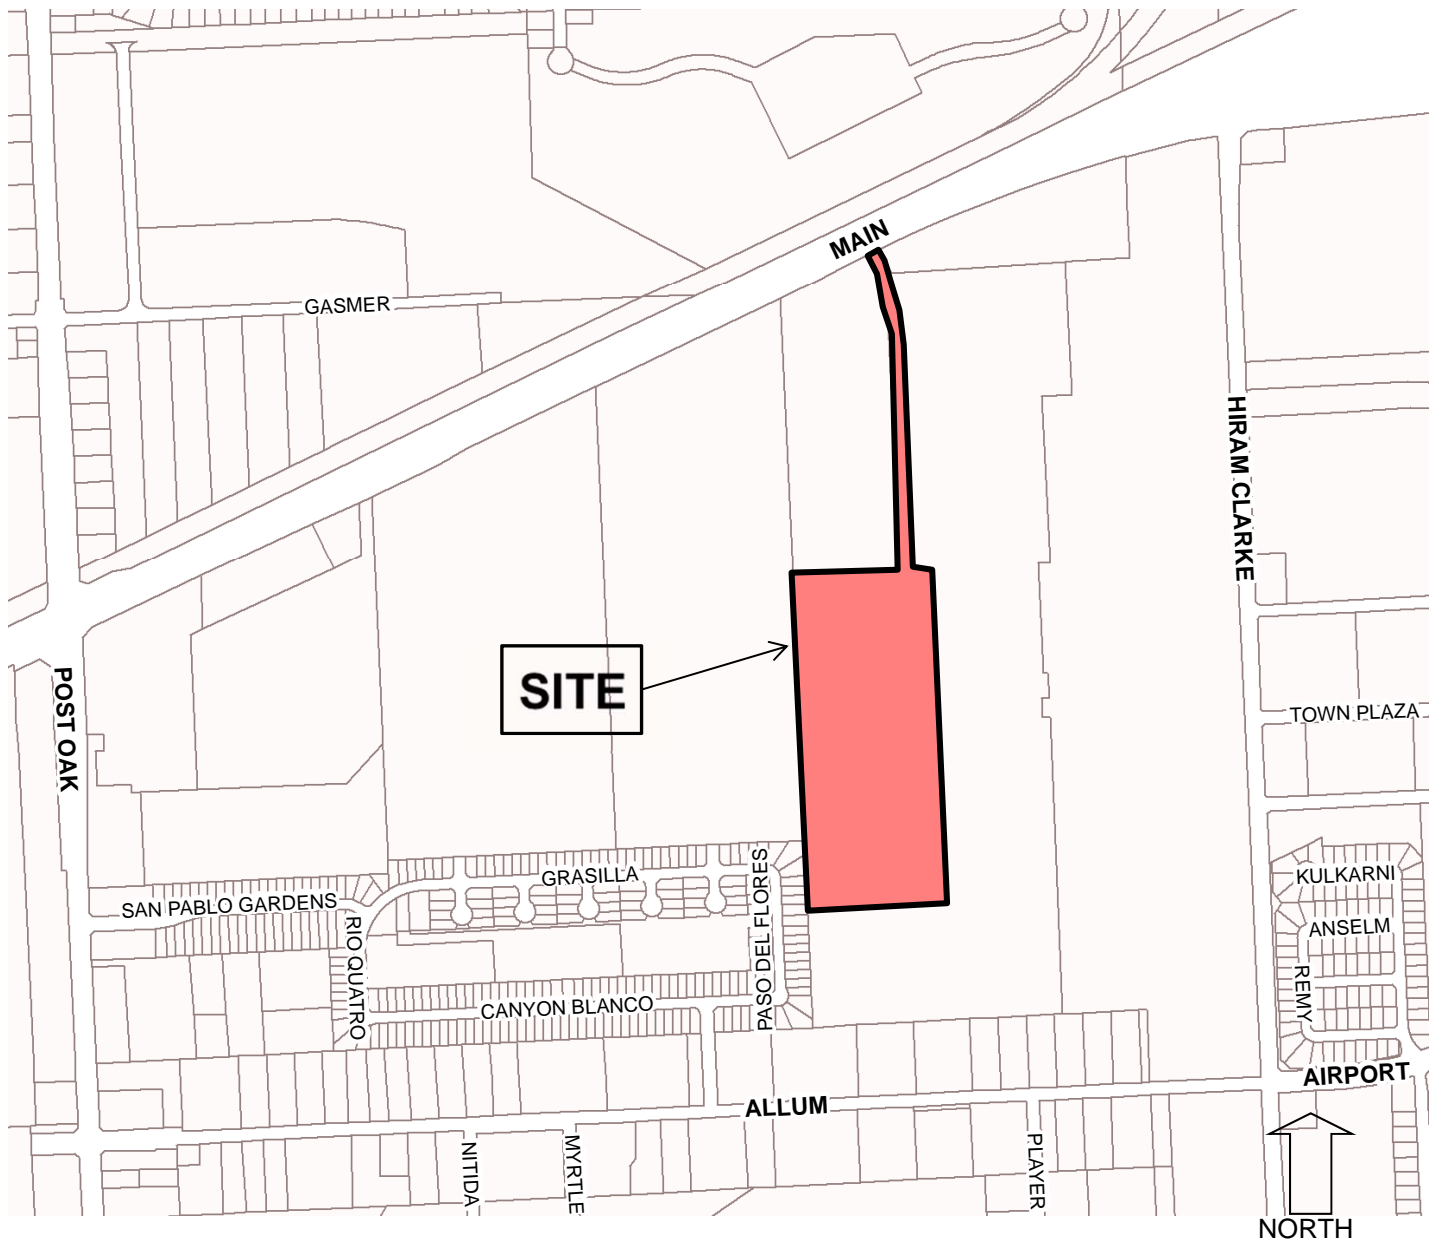 MAIN
GASMER
HIRAM CLARKE
SITE
POST OAK
TOWN PLAZA
GRASILLA
PASO DEL FLORES
KULKARNI
SAN PABLO GARDENS
ANSELM
RIO QUATRO
REMY
CANYON BLANCO
AIRPORT
ALLUM
NITIDA
MYRTLE
PLAYER
NORTH